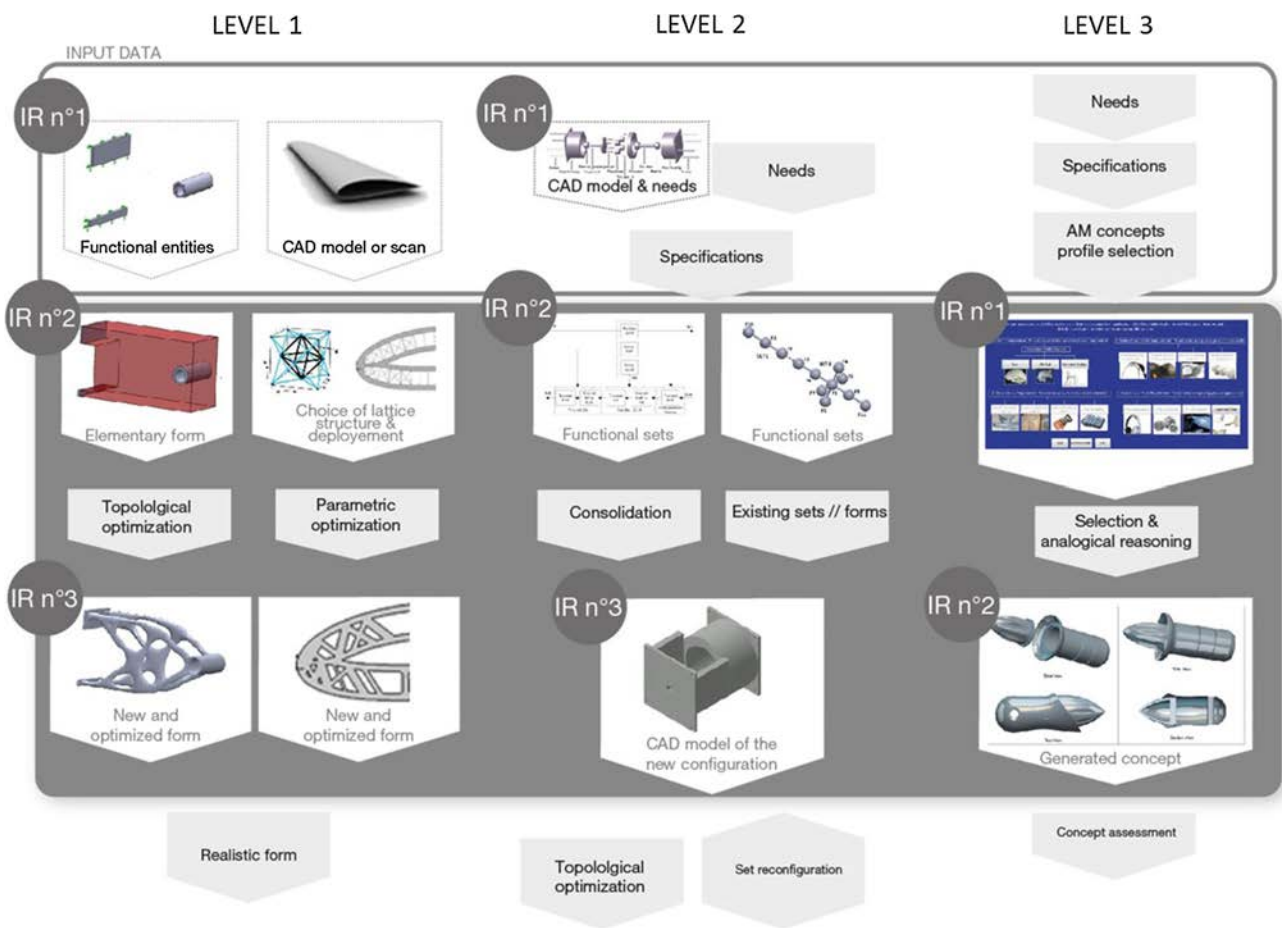 LEVEL 1
LEVEL 2
LEVEL 3
INPUT DATA
IR n°1
Functional entities
CAD model or scan
IR n°1
CAD model & needs
Needs
Specifications
Needs
Specifications
AM concepts
profile selection
IR n°2
Elementary form
Choice of lattice
structure &
deployement
IR n°2
Functional sets
Functional sets
IR n°1
Topololgical
optimization
Parametric
optimization
Consolidation
Existing sets // forms
Selection &
analogical reasoning
IR n°3
New and
optimized form
New and
optimized form
IR n°3
CAD model of the
new configuration
IR n°2
Generated concept
Realistic form
Topololgical
optimization
Set reconfiguration
Concept assessment